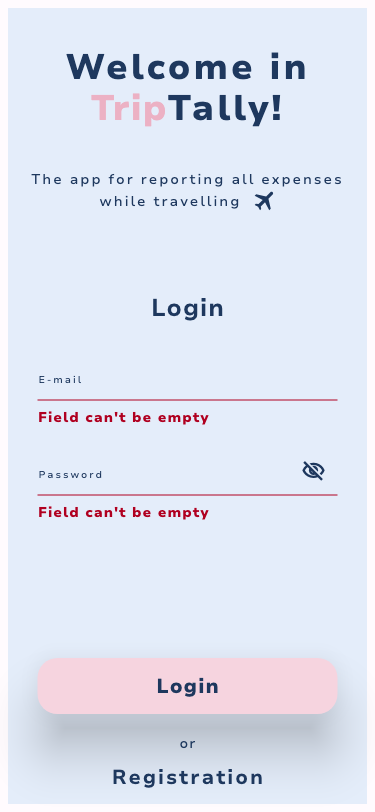 Welcome in
TripTally!
The app for reporting all expenses
while travelling
Login
E-mail
Field can't be empty
Password
Field can't be empty
Login
or
Registration